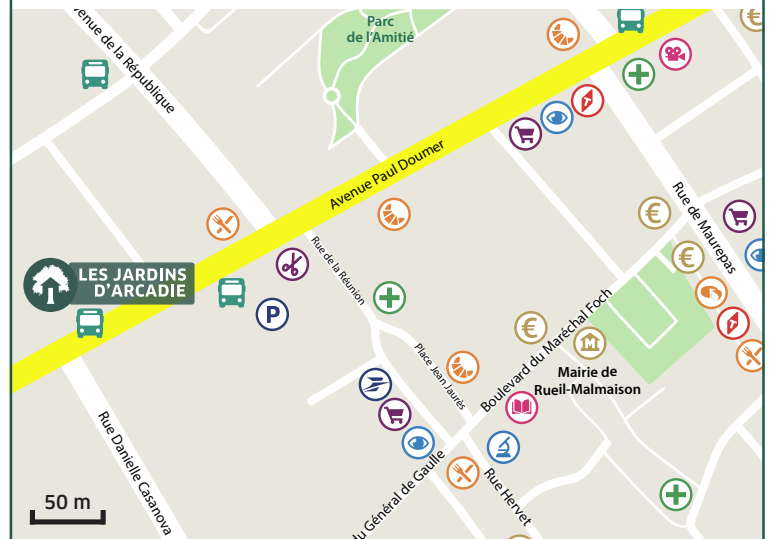 Parc
de l'Amitié
enue de la République
Avenue Paul Doumer
Rue de Maurepas
LES JARDINS
D'ARCADIE
Rue de la Réunion
P
€
€
€
€
Boulevard du Maréchal Foch
Place Jean Jaurès
M
Mairie de
Rueil-Malmaison
Rue Danielle Casanova
du Général de Gaulle
Rue Hervet
50 m